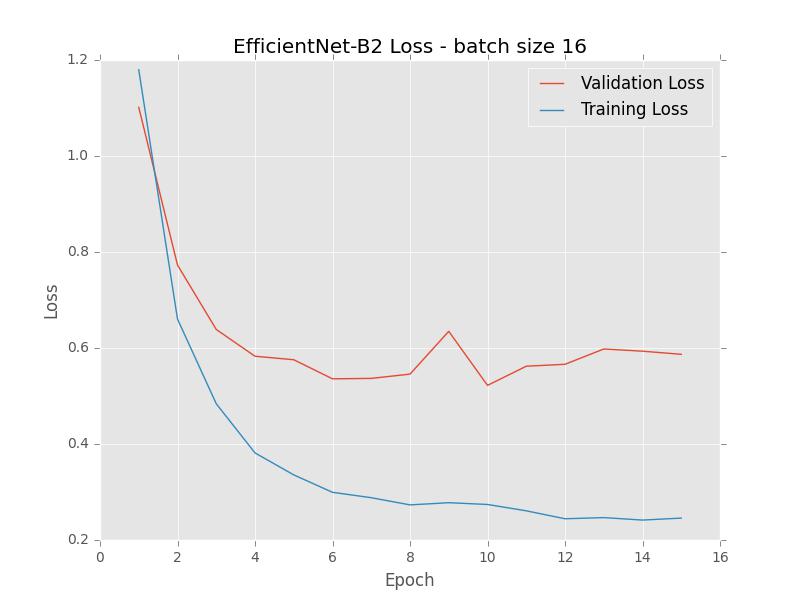 EfficientNet-B2 Loss - batch size 16
Validation Loss
Training Loss
1.2
1.0
0.8
0.6
0.4
0.2
Loss
0 2 4 6 8 10 12 14 16
Epoch